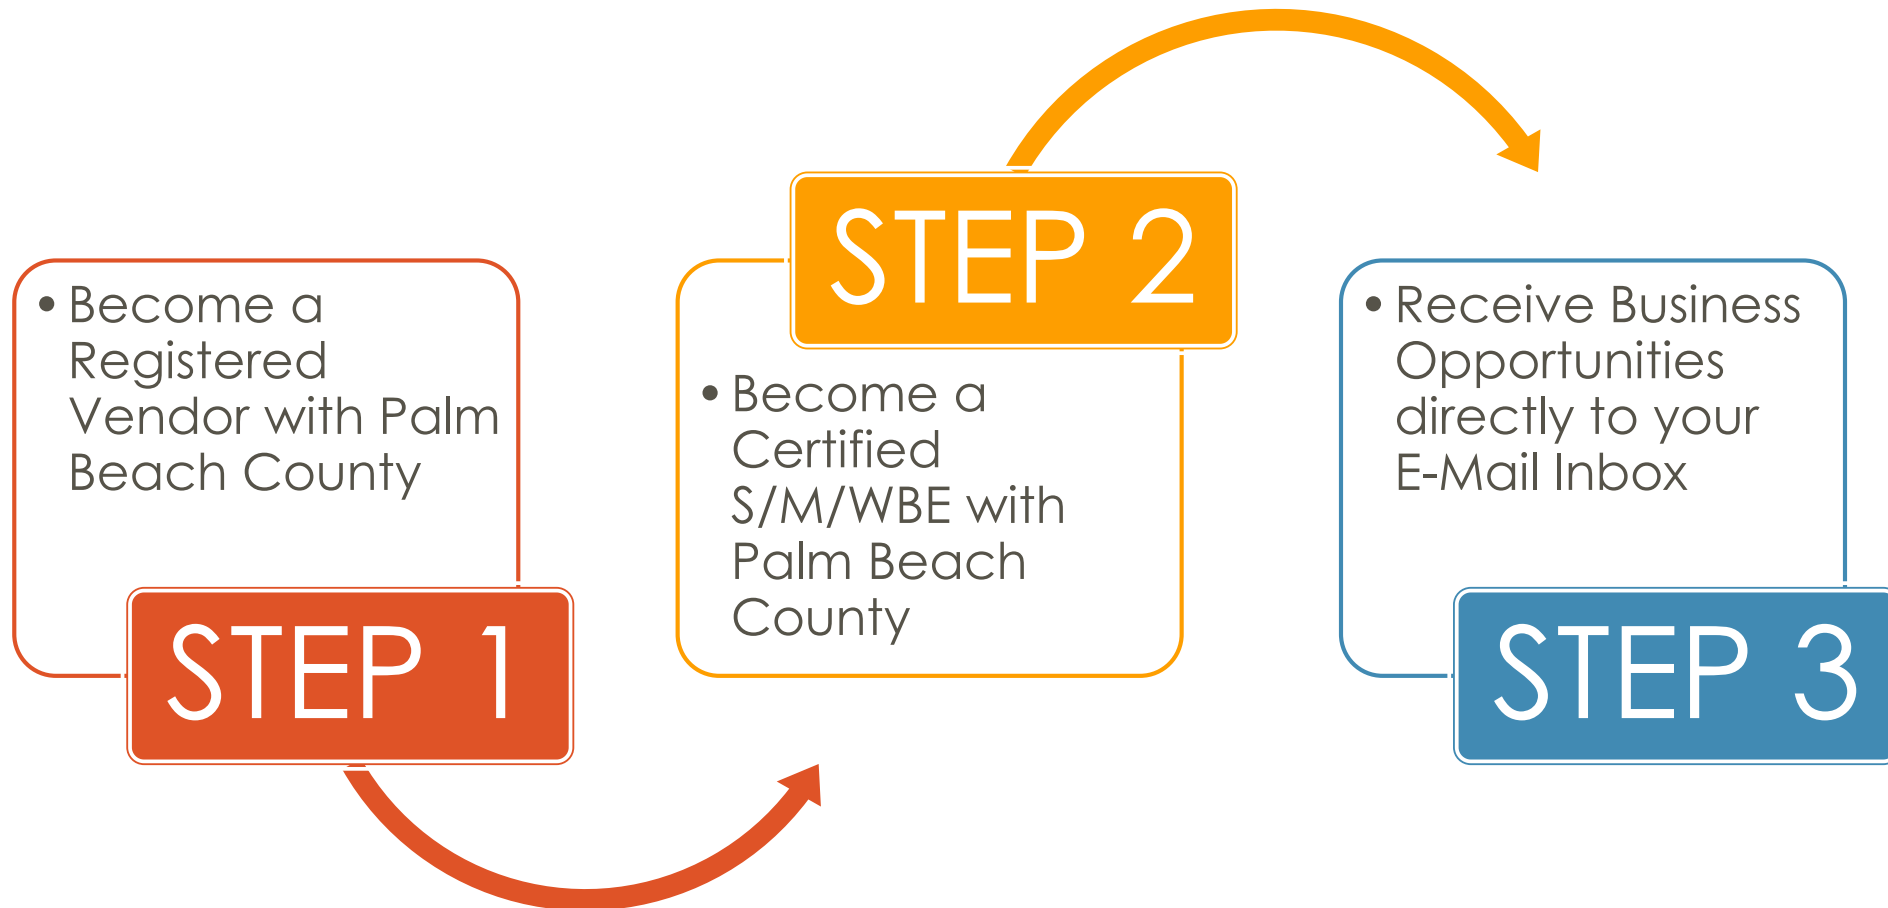 • Become a
Registered
Vendor with Palm
Beach County
STEP 1
STEP 2
• Become a
Certified
S/M/WBE with
Palm Beach
County
• Receive Business
Opportunities
directly to your
E-Mail Inbox
STEP 3